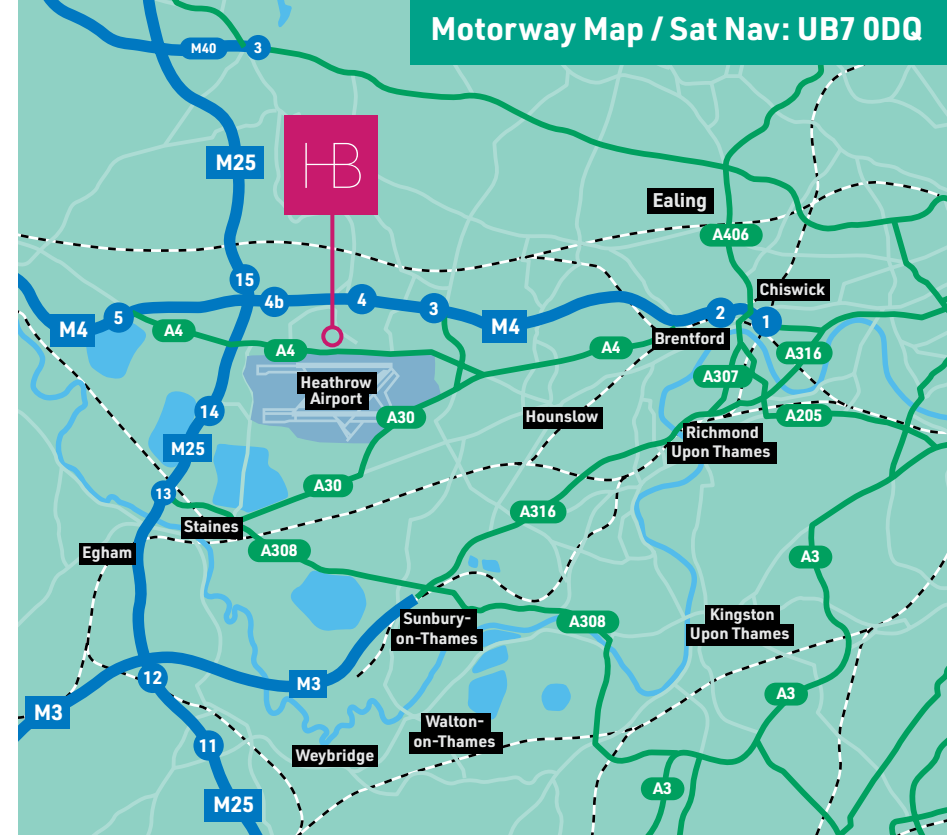 Motorway Map / Sat Nav: UB7 0DQ
M40
3
M25
HB
Ealing
A406
15
Chiswick
4b
4
3
5
M4
A4
M4
2
1
A4
A4
Brentford
A316
A307
Heathrow
Airport
14
A30
Hounslow
A205
Richmond
Upon Thames
M25
13
A30
A316
Staines
Egham
A308
A3
Sunbury-
on-Thames
A308
Kingston
Upon Thames
12
M3
A3
M3
Walton-
on-Thames
11
Weybridge
A3
M25